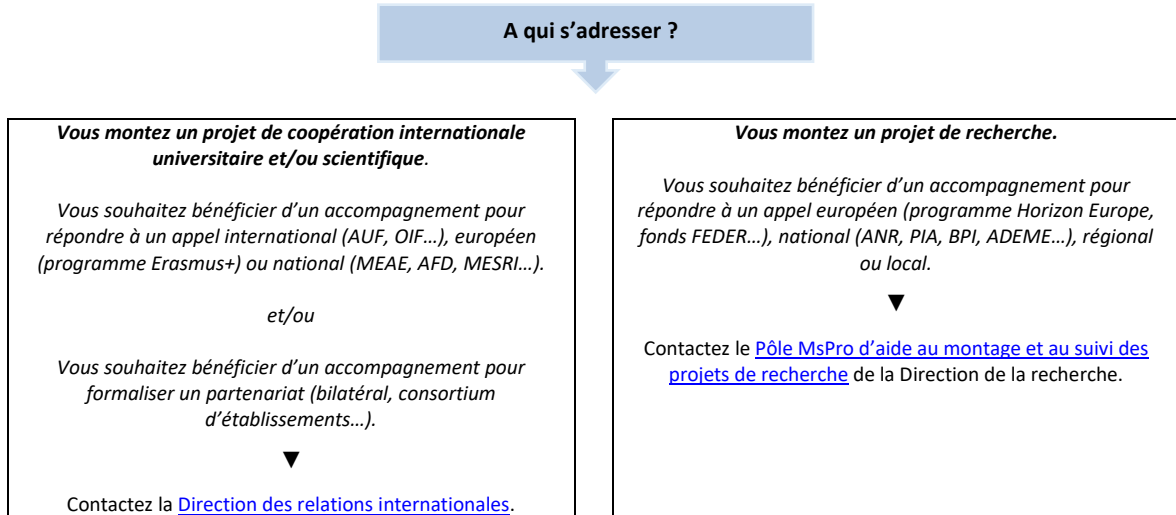 A qui s’adresser ?
Vous montez un projet de coopération internationale
universitaire et/ou scientifique.
Vous souhaitez bénéficier d’un accompagnement pour
répondre à un appel international (AUF, OIF…), européen
(programme Erasmus+) ou national (MEAE, AFD, MESRI…).
et/ou
Vous souhaitez bénéficier d’un accompagnement pour
formaliser un partenariat (bilatéral, consortium
d’établissements…).
▼
Contactez la Direction des relations internationales.
Vous montez un projet de recherche.
Vous souhaitez bénéficier d’un accompagnement pour
répondre à un appel européen (programme Horizon Europe,
fonds FEDER…), national (ANR, PIA, BPI, ADEME…), régional
ou local.
▼
Contactez le Pôle MsPro d’aide au montage et au suivi des
projets de recherche de la Direction de la recherche.